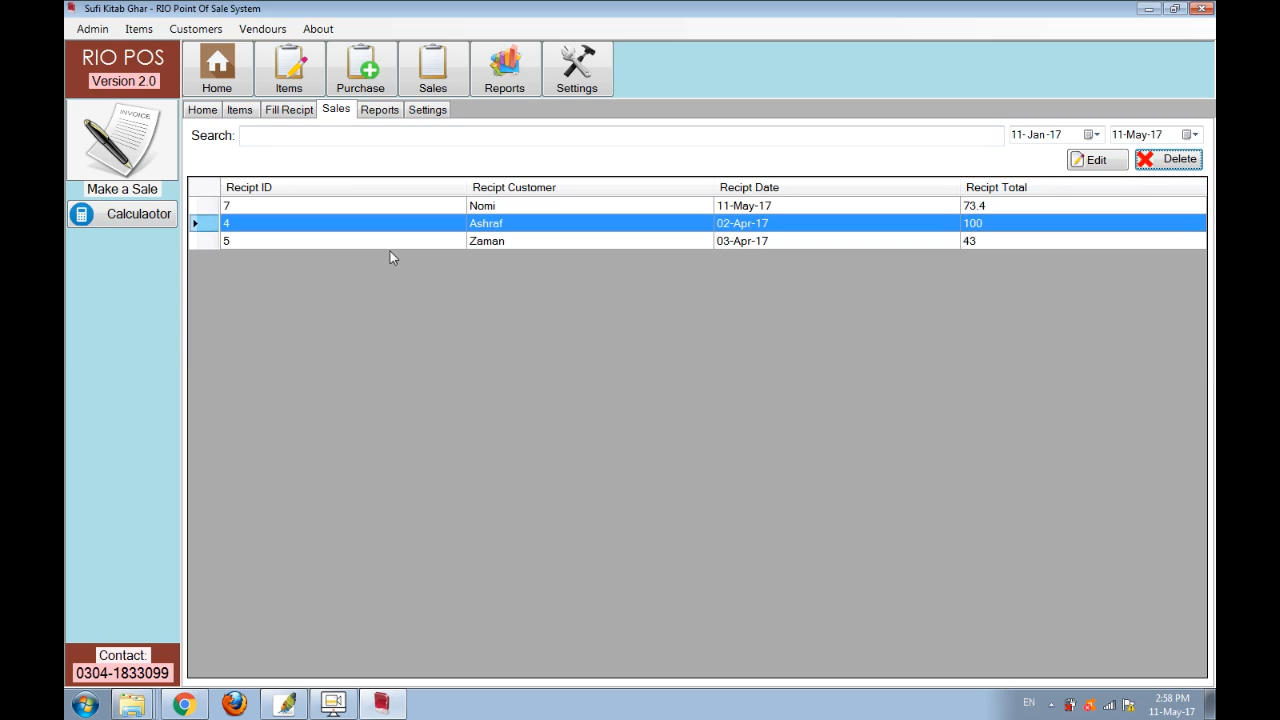 Sufi Kitab Ghar - RIO Point Of Sale System
Admin Items Customers Vendours About
RIO POS
Version 2.0
Home Items Purchase Sales Reports Settings
Home Items Fill Recipt Sales Reports Settings
INVOICE
Search: 11-Jan-17 11-May-17
Edit Delete
Make a Sale
Calculaotor
Recipt ID Recipt Customer Recipt Date Recipt Total
7 Nomi 11-May-17 73.4
4 Ashraf 02-Apr-17 100
5 Zaman 03-Apr-17 43
Contact:
0304-1833099
EN 2:58 PM
11-May-17